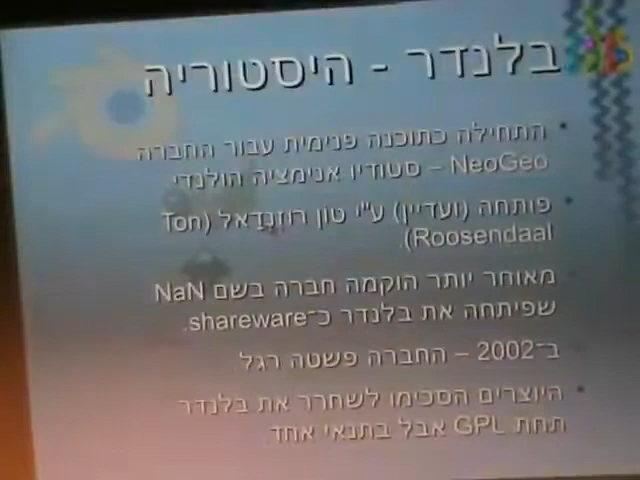 בלנדר - היסטוריה
התחילה כתוכנה פנימית עבור החברה
NeoGeo – סטודיו אנימציה הולנדי
פותחה (ועדיין) ע"י טון רוזנדאל (Ton
Roosendaal).
מאוחר יותר הוקמה חברה בשם NaN
שפיתחה את בלנדר כ־shareware.
ב־2002 – החברה פשטה רגל
היוצרים הסכימו לשחרר את בלנדר
תחת GPL אבל בתנאי אחד.